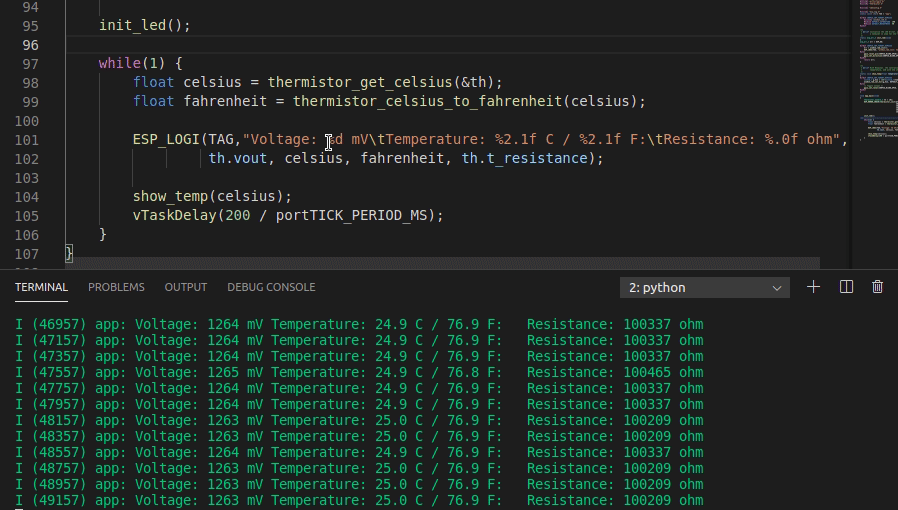 94
95 init_led();
96
97 while(1) {
98 float celsius = thermistor_get_celsius(&th);
99 float fahrenheit = thermistor_celsius_to_fahrenheit(celsius);
100
101 ESP_LOGI(TAG,"Voltage: %d mV\tTemperature: %2.1f C / %2.1f F:\tResistance: %.0f ohm",
102 th.vout, celsius, fahrenheit, th.t_resistance);
103
104 show_temp(celsius);
105 vTaskDelay(200 / portTICK_PERIOD_MS);
106 }
107 }
TERMINAL PROBLEMS OUTPUT DEBUG CONSOLE 2: python
I (46957) app: Voltage: 1264 mV Temperature: 24.9 C / 76.9 F: Resistance: 100337 ohm
I (47157) app: Voltage: 1264 mV Temperature: 24.9 C / 76.9 F: Resistance: 100337 ohm
I (47357) app: Voltage: 1264 mV Temperature: 24.9 C / 76.9 F: Resistance: 100337 ohm
I (47557) app: Voltage: 1265 mV Temperature: 24.9 C / 76.8 F: Resistance: 100465 ohm
I (47757) app: Voltage: 1264 mV Temperature: 24.9 C / 76.9 F: Resistance: 100337 ohm
I (47957) app: Voltage: 1264 mV Temperature: 24.9 C / 76.9 F: Resistance: 100337 ohm
I (48157) app: Voltage: 1263 mV Temperature: 25.0 C / 76.9 F: Resistance: 100209 ohm
I (48357) app: Voltage: 1263 mV Temperature: 25.0 C / 76.9 F: Resistance: 100209 ohm
I (48557) app: Voltage: 1264 mV Temperature: 24.9 C / 76.9 F: Resistance: 100337 ohm
I (48757) app: Voltage: 1263 mV Temperature: 25.0 C / 76.9 F: Resistance: 100209 ohm
I (48957) app: Voltage: 1263 mV Temperature: 25.0 C / 76.9 F: Resistance: 100209 ohm
I (49157) app: Voltage: 1263 mV Temperature: 25.0 C / 76.9 F: Resistance: 100209 ohm